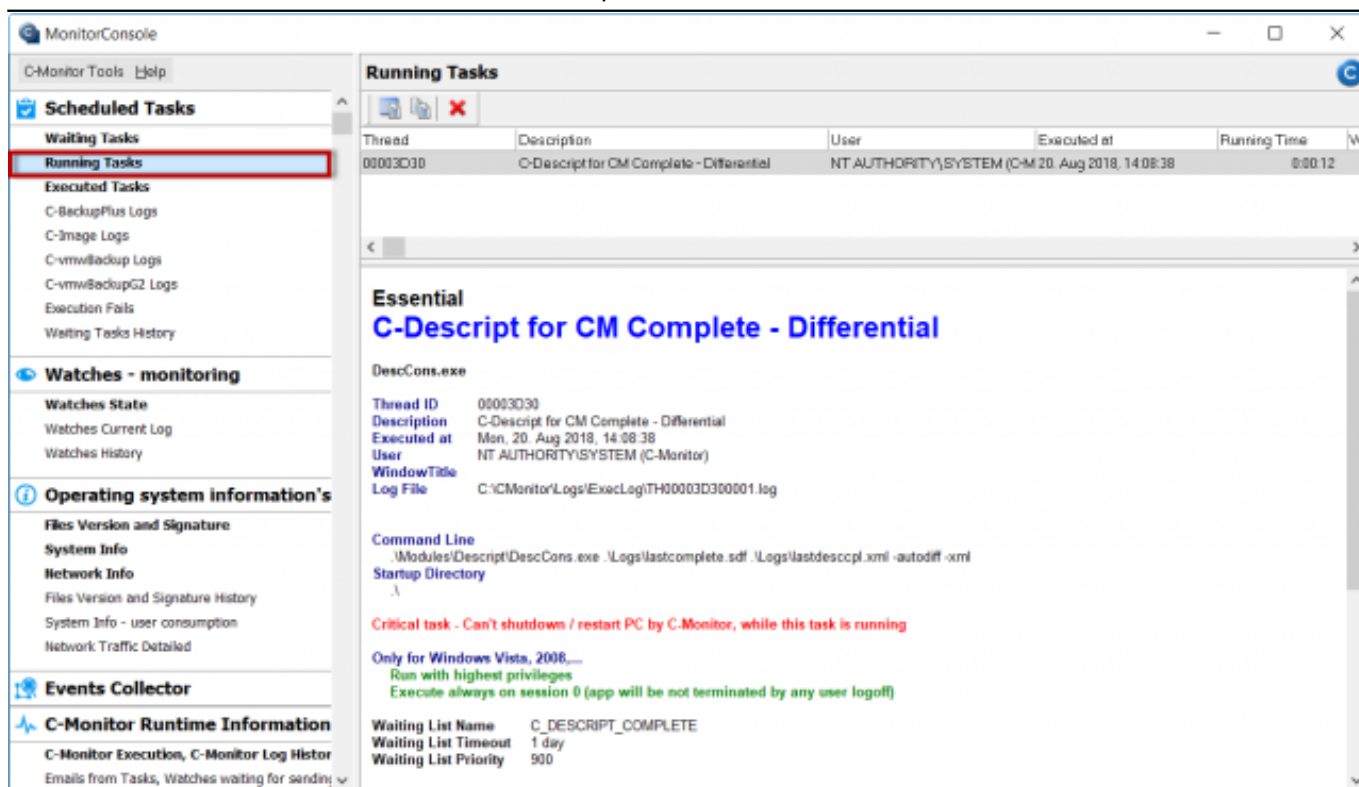 MonitorConsole
C-Monitor Tools Help
Scheduled Tasks
Waiting Tasks
Running Tasks
Executed Tasks
C-BackupPlus Logs
C-Image Logs
C-vmwBackup Logs
C-vmwBackupG2 Logs
Execution Fails
Waiting Tasks History
Watches - monitoring
Watches State
Watches Current Log
Watches History
Operating system information's
Files Version and Signature
System Info
Network Info
Files Version and Signature History
System Info - user consumption
Network Traffic Detailed
Events Collector
C-Monitor Runtime Information
C-Monitor Execution, C-Monitor Log Histor
Emails from Tasks, Watches waiting for sending
Running Tasks
Thread Description User Executed at Running Time
00003D30 C-Descript for CM Complete - Differential NT AUTHORITY\SYSTEM (C-M 20. Aug 2018, 14:08:38 0:00:12
Essential
C-Descript for CM Complete - Differential
DescCons.exe
Thread ID 00003D30
Description C-Descript for CM Complete - Differential
Executed at Mon, 20. Aug 2018, 14:08:38
User NT AUTHORITY\SYSTEM (C-Monitor)
WindowTitle
Log File C:\CMonitor\Logs\ExecLog\TH00003D300001.log
Command Line
.\Modules\Descript\DescCons.exe .\Logs\lastcomplete.sdf .\Logs\lastdesccpl.xml -autodiff -xml
Startup Directory
.\
Critical task - Can't shutdown / restart PC by C-Monitor, while this task is running
Only for Windows Vista, 2008,...
Run with highest privileges
Execute always on session 0 (app will be not terminated by any user logoff)
Waiting List Name C_DESCRIPT_COMPLETE
Waiting List Timeout 1 day
Waiting List Priority 900